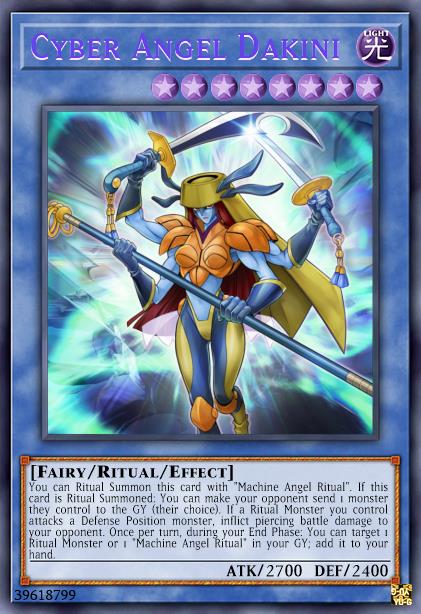 Cyber Angel Dakini
LIGHT
光
[Fairy/Ritual/Effect]
You can Ritual Summon this card with "Machine Angel Ritual". If this
card is Ritual Summoned: You can make your opponent send 1 monster
they control to the GY (their choice). If a Ritual Monster you control
attacks a Defense Position monster, inflict piercing battle damage to
your opponent. Once per turn, during your End Phase: You can target 1
Ritual Monster or 1 "Machine Angel Ritual" in your GY; add it to your
hand.
ATK/2700 DEF/2400
39618799